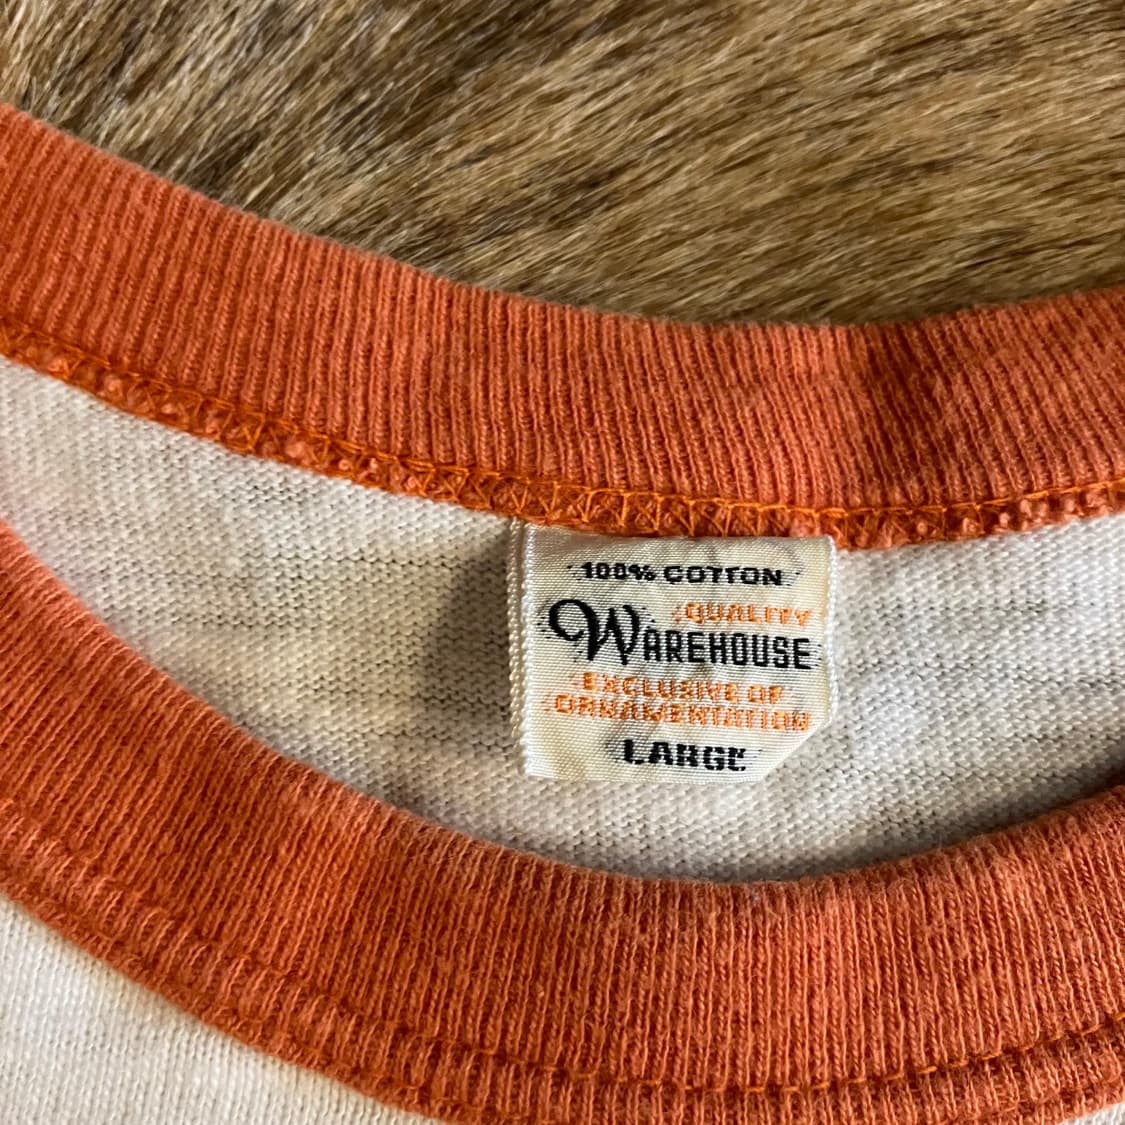 100% COTTON
QUALITY
WAREHOUSE
EXCLUSIVE OF
ORNAMENTATION
LARGE